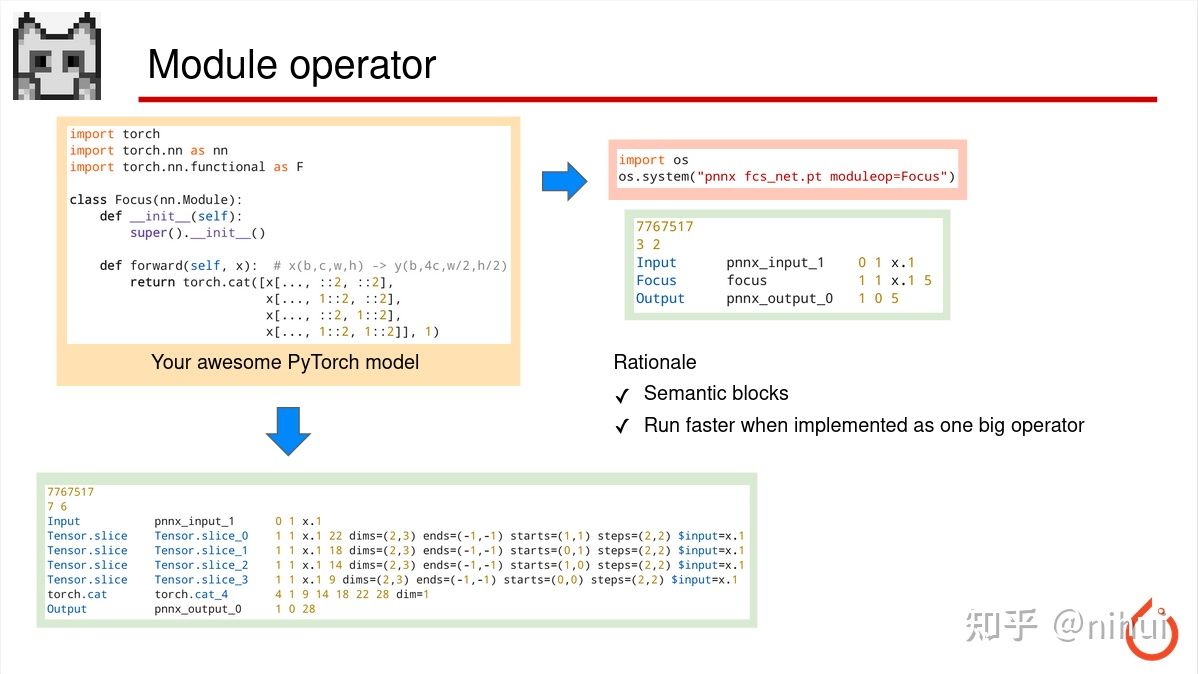 Module operator
import torch
import torch.nn as nn
import torch.nn.functional as F
class Focus(nn.Module):
def __init__(self):
super().__init__()
def forward(self, x):  # x(b,c,w,h) -> y(b,4c,w/2,h/2)
return torch.cat([x[..., ::2, ::2],
x[..., 1::2, ::2],
x[..., ::2, 1::2],
x[..., 1::2, 1::2]], 1)
Your awesome PyTorch model
import os
os.system("pnnx fcs_net.pt moduleop=Focus")
7767517
3 2
Input pnnx_input_1 0 1 x.1
Focus focus 1 1 x.1 5
Output pnnx_output_0 1 0 5
Rationale
✓ Semantic blocks
✓ Run faster when implemented as one big operator
7767517
7 6
Input pnnx_input_1 0 1 x.1
Tensor.slice Tensor.slice_0 1 1 x.1 22 dims=(2,3) ends=(-1,-1) starts=(1,1) steps=(2,2) $input=x.1
Tensor.slice Tensor.slice_1 1 1 x.1 18 dims=(2,3) ends=(-1,-1) starts=(0,1) steps=(2,2) $input=x.1
Tensor.slice Tensor.slice_2 1 1 x.1 14 dims=(2,3) ends=(-1,-1) starts=(1,0) steps=(2,2) $input=x.1
Tensor.slice Tensor.slice_3 1 1 x.1 9 dims=(2,3) ends=(-1,-1) starts=(0,0) steps=(2,2) $input=x.1
torch.cat torch.cat_4 4 1 9 14 18 22 28 dim=1
Output pnnx_output_0 1 0 28
知乎 @nihui